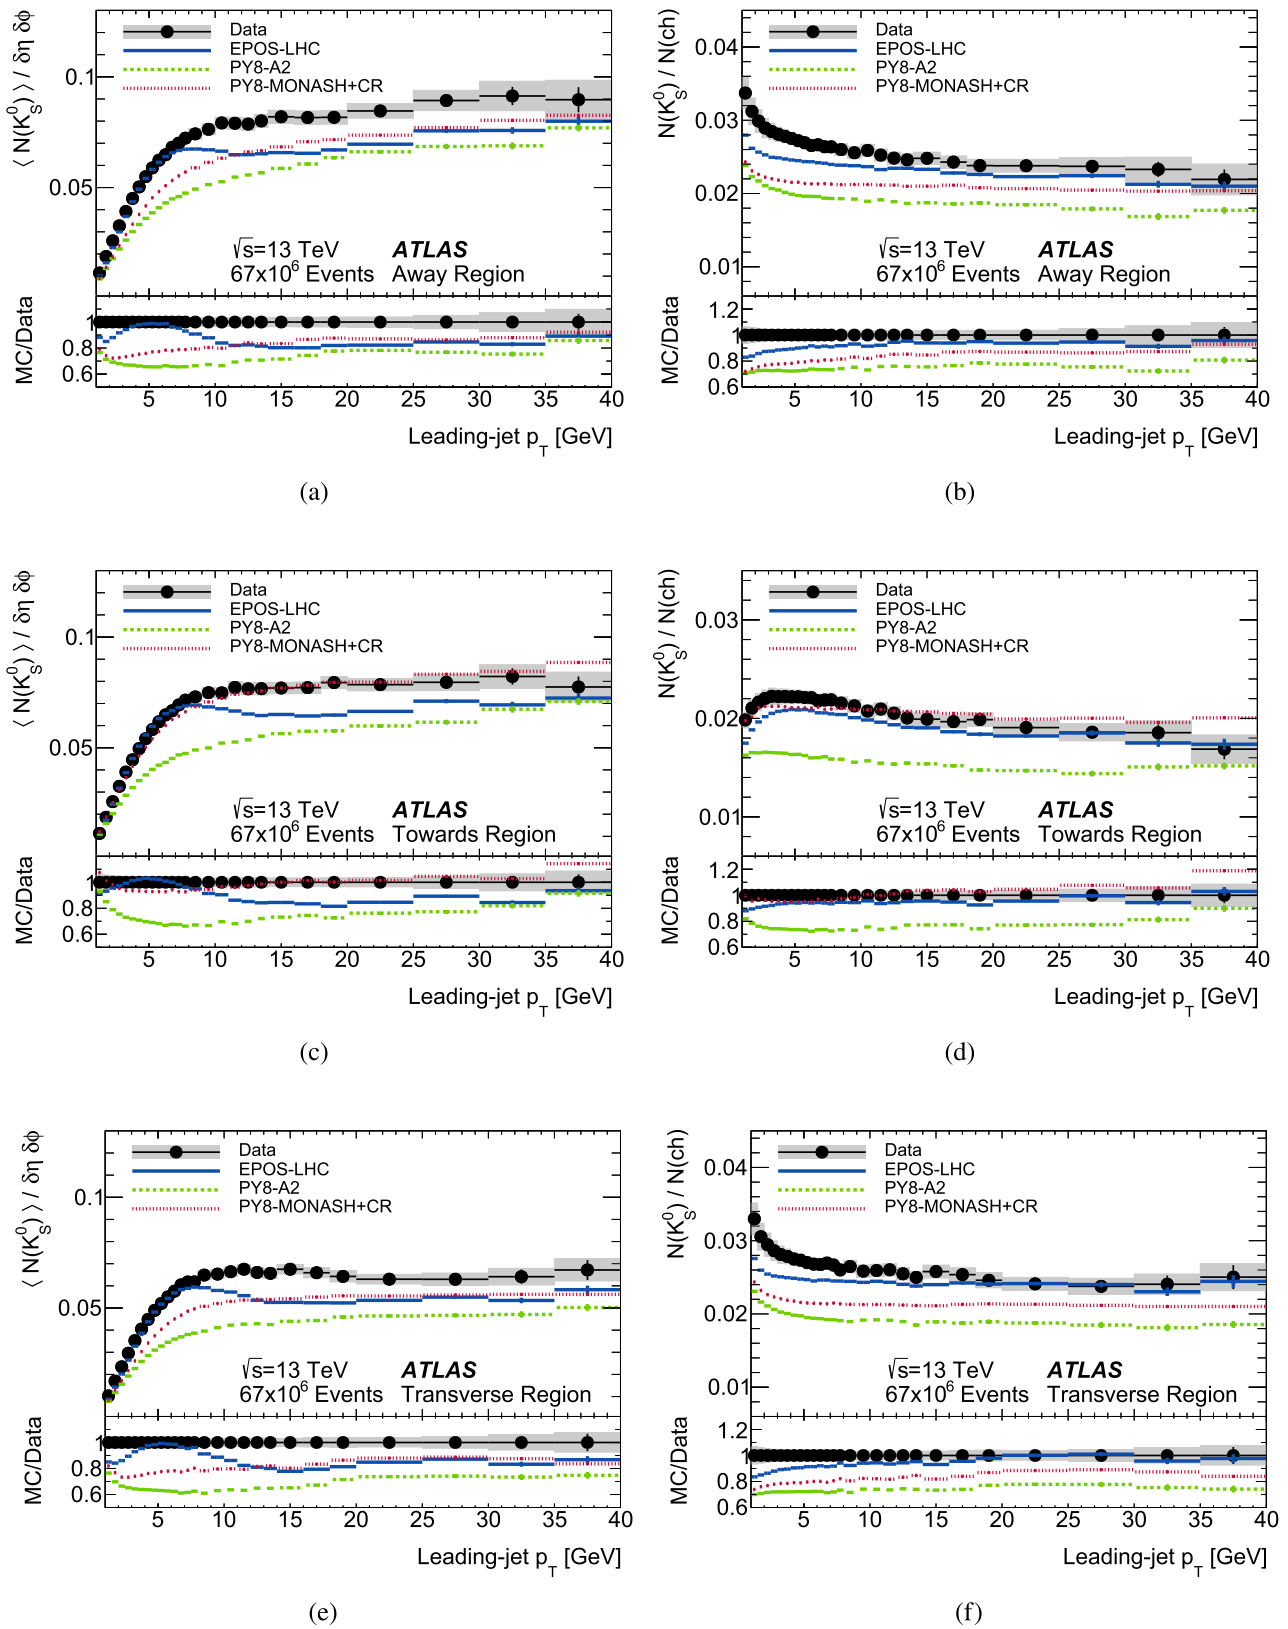 ⟨ N(K⁰_S) ⟩ / δη δϕ
0.1
0.05
Data
EPOS-LHC
PY8-A2
PY8-MONASH+CR
√s=13 TeV ATLAS
67x10⁶ Events Away Region
MC/Data
1
0.8
0.6
5 10 15 20 25 30 35 40
Leading-jet p_T [GeV]
(a)
N(K⁰_S) / N(ch)
0.04
0.03
0.02
0.01
Data
EPOS-LHC
PY8-A2
PY8-MONASH+CR
√s=13 TeV ATLAS
67x10⁶ Events Away Region
MC/Data
1.2
1
0.8
0.6
5 10 15 20 25 30 35 40
Leading-jet p_T [GeV]
(b)
⟨ N(K⁰_S) ⟩ / δη δϕ
0.1
0.05
Data
EPOS-LHC
PY8-A2
PY8-MONASH+CR
√s=13 TeV ATLAS
67x10⁶ Events Towards Region
MC/Data
1
0.8
0.6
5 10 15 20 25 30 35 40
Leading-jet p_T [GeV]
(c)
N(K⁰_S) / N(ch)
0.03
0.02
0.01
Data
EPOS-LHC
PY8-A2
PY8-MONASH+CR
√s=13 TeV ATLAS
67x10⁶ Events Towards Region
MC/Data
1.2
1
0.8
0.6
5 10 15 20 25 30 35 40
Leading-jet p_T [GeV]
(d)
⟨ N(K⁰_S) ⟩ / δη δϕ
0.1
0.05
Data
EPOS-LHC
PY8-A2
PY8-MONASH+CR
√s=13 TeV ATLAS
67x10⁶ Events Transverse Region
MC/Data
1
0.8
0.6
5 10 15 20 25 30 35 40
Leading-jet p_T [GeV]
(e)
N(K⁰_S) / N(ch)
0.04
0.03
0.02
0.01
Data
EPOS-LHC
PY8-A2
PY8-MONASH+CR
√s=13 TeV ATLAS
67x10⁶ Events Transverse Region
MC/Data
1.2
1
0.8
0.6
5 10 15 20 25 30 35 40
Leading-jet p_T [GeV]
(f)